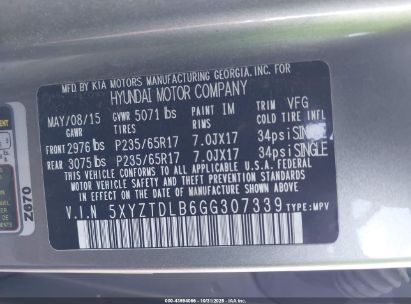 MFD. BY KIA MOTORS MANUFACTURING GEORGIA.INC. FOR
HYUNDAI MOTOR COMPANY
MAY/08/15 GVWR 5071 lbs PAINT IM TRIM VFG
GAWR TIRES RIMS COLD TIRE INFL
FRONT 2976 lbs P235/65R17 7.0JX17 34psi SINGLE
REAR 3075 lbs P235/65R17 7.0JX17 34psi SINGLE
THIS VEHICLE CONFORMS TO ALL APPLICABLE U.S.A. FEDERAL MOTOR
VEHICLE SAFETY AND THEFT PREVENTION STANDARDS IN
EFFECT ON THE DATE OF MANUFACTURE SHOWN ABOVE.
V.I.N 5XYZTDLB6GG307339 TYPE:MPV
Z670